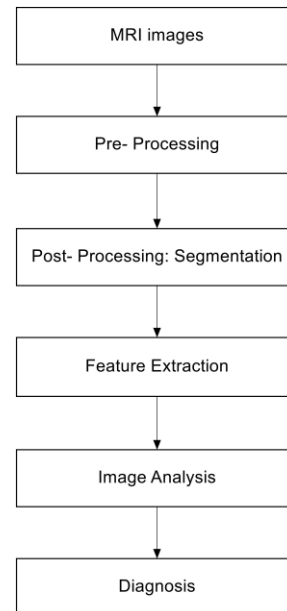 MRI images
Pre- Processing
Post- Processing: Segmentation
Feature Extraction
Image Analysis
Diagnosis